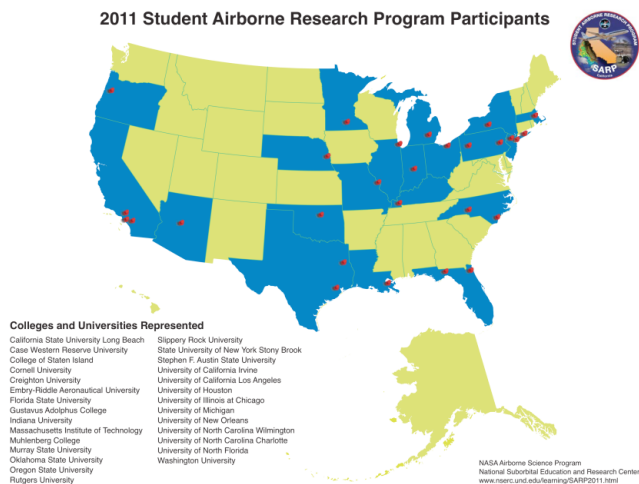 2011 Student Airborne Research Program Participants
STUDENT AIRBORNE RESEARCH PROGRAM
SARP
Colleges and Universities Represented
California State University Long Beach
Case Western Reserve University
College of Staten Island
Cornell University
Creighton University
Embry-Riddle Aeronautical University
Florida State University
Gustavus Adolphus College
Indiana University
Massachusetts Institute of Technology
Muhlenberg College
Murray State University
Oklahoma State University
Oregon State University
Rutgers University
Slippery Rock University
State University of New York Stony Brook
Stephen F. Austin State University
University of California Irvine
University of California Los Angeles
University of Houston
University of Illinois at Chicago
University of Michigan
University of New Orleans
University of North Carolina Wilmington
University of North Carolina Charlotte
University of North Florida
Washington University
NASA Airborne Science Program
National Suborbital Education and Research Center
www.nserc.und.edu/learning/SARP2011.html